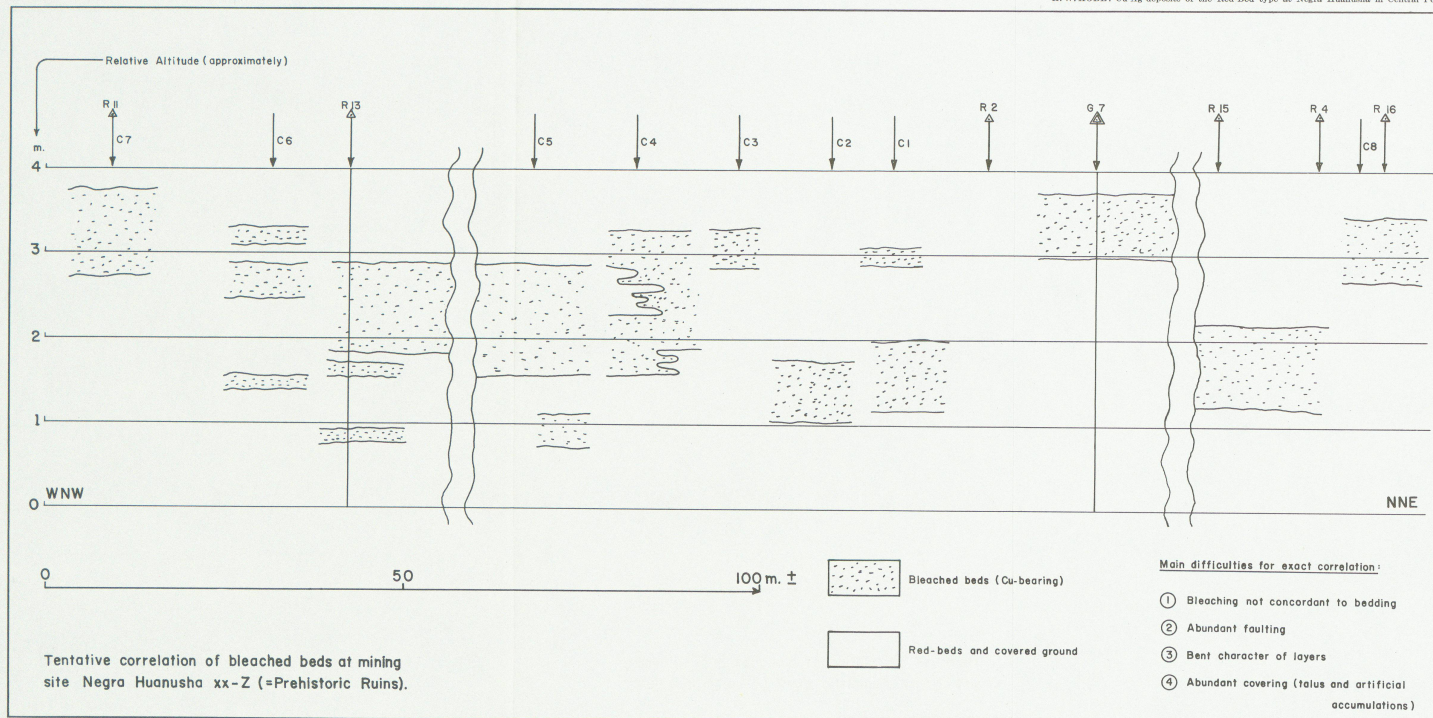 Relative Altitude (approximately)
R 11
R 13
R 2
G 7
R 15
R 4
R 16
C7
C6
C5
C4
C3
C2
C1
C8
m.
4
3
2
1
0
WNW
NNE
0
50
100 m. ±
Bleached beds (Cu-bearing)
Red-beds and covered ground
Main difficulties for exact correlation:
① Bleaching not concordant to bedding
② Abundant faulting
③ Bent character of layers
④ Abundant covering (talus and artificial
accumulations)
Tentative correlation of bleached beds at mining
site Negra Huanusha xx-Z (=Prehistoric Ruins).